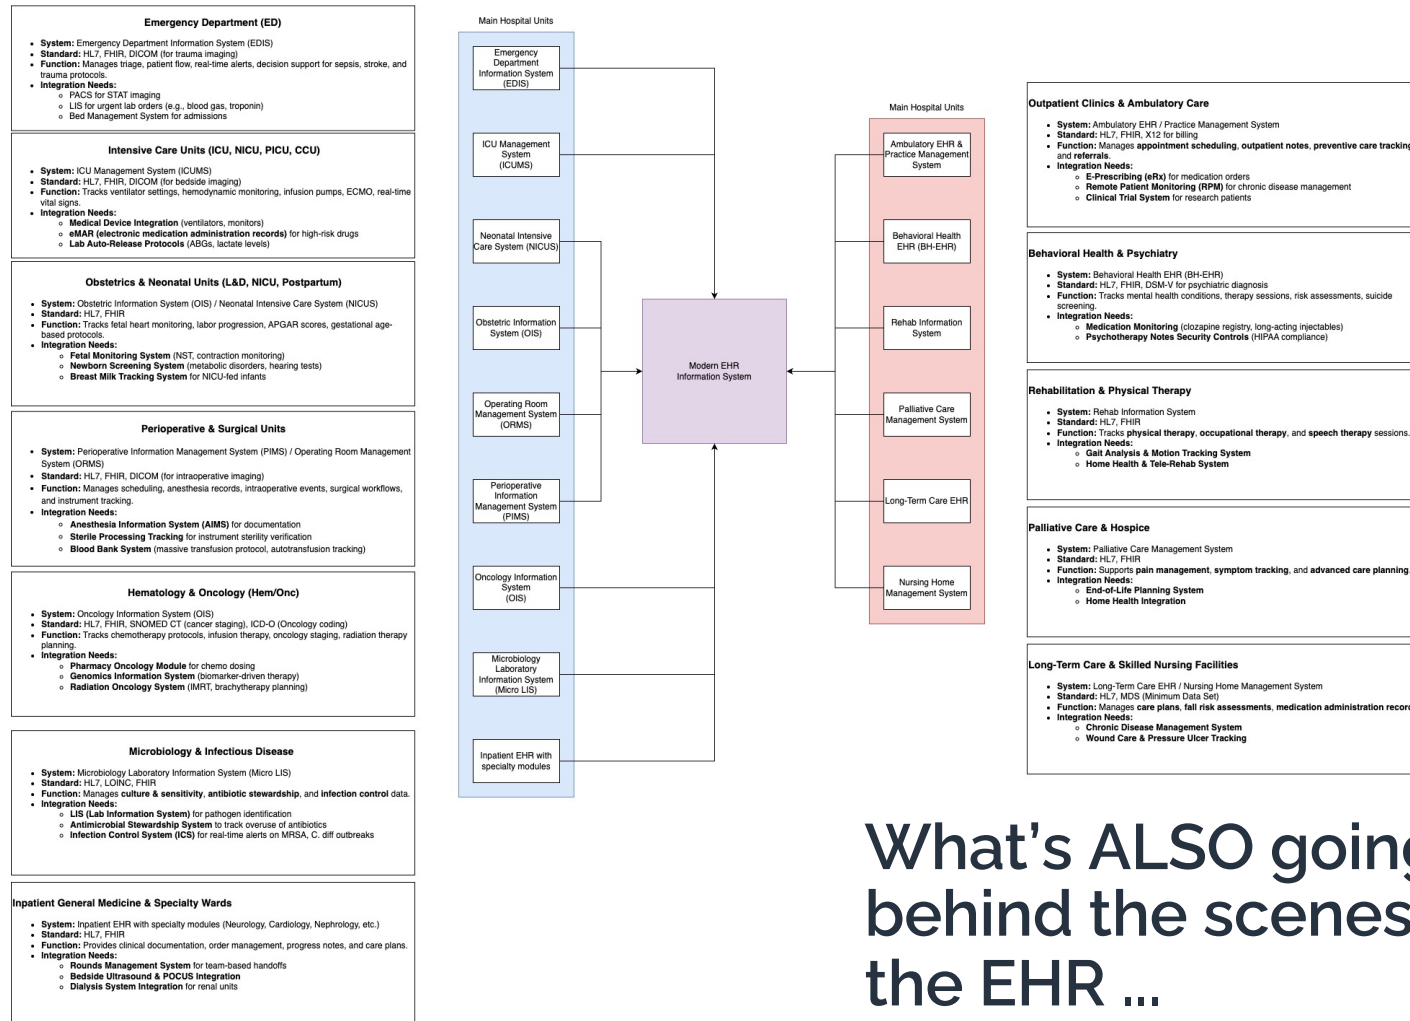 Emergency Department (ED)
• System: Emergency Department Information System (EDIS)
• Standard: HL7, FHIR, DICOM (for trauma imaging)
• Function: Manages triage, patient flow, real-time alerts, decision support for sepsis, stroke, and
trauma protocols.
• Integration Needs:
○ PACS for STAT imaging
○ LIS for urgent lab orders (e.g., blood gas, troponin)
○ Bed Management System for admissions
Intensive Care Units (ICU, NICU, PICU, CCU)
• System: ICU Management System (ICUMS)
• Standard: HL7, FHIR, DICOM (for bedside imaging)
• Function: Tracks ventilator settings, hemodynamic monitoring, infusion pumps, ECMO, real-time
vital signs.
• Integration Needs:
○ Medical Device Integration (ventilators, monitors)
○ eMAR (electronic medication administration records) for high-risk drugs
○ Lab Auto-Release Protocols (ABGs, lactate levels)
Obstetrics & Neonatal Units (L&D, NICU, Postpartum)
• System: Obstetric Information System (OIS) / Neonatal Intensive Care System (NICUS)
• Standard: HL7, FHIR
• Function: Tracks fetal heart monitoring, labor progression, APGAR scores, gestational age-
based protocols.
• Integration Needs:
○ Fetal Monitoring System (NST, contraction monitoring)
○ Newborn Screening System (metabolic disorders, hearing tests)
○ Breast Milk Tracking System for NICU-fed infants
Perioperative & Surgical Units
• System: Perioperative Information Management System (PIMS) / Operating Room Management
System (ORMS)
• Standard: HL7, FHIR, DICOM (for intraoperative imaging)
• Function: Manages scheduling, anesthesia records, intraoperative events, surgical workflows,
and instrument tracking.
• Integration Needs:
○ Anesthesia Information System (AIMS) for documentation
○ Sterile Processing Tracking for instrument sterility verification
○ Blood Bank System (massive transfusion protocol, autotransfusion tracking)
Hematology & Oncology (Hem/Onc)
• System: Oncology Information System (OIS)
• Standard: HL7, FHIR, SNOMED CT (cancer staging), ICD-O (Oncology coding)
• Function: Tracks chemotherapy protocols, infusion therapy, oncology staging, radiation therapy
planning.
• Integration Needs:
○ Pharmacy Oncology Module for chemo dosing
○ Genomics Information System (biomarker-driven therapy)
○ Radiation Oncology System (IMRT, brachytherapy planning)
Microbiology & Infectious Disease
• System: Microbiology Laboratory Information System (Micro LIS)
• Standard: HL7, LOINC, FHIR
• Function: Manages culture & sensitivity, antibiotic stewardship, and infection control data.
• Integration Needs:
○ LIS (Lab Information System) for pathogen identification
○ Antimicrobial Stewardship System to track overuse of antibiotics
○ Infection Control System (ICS) for real-time alerts on MRSA, C. diff outbreaks
Inpatient General Medicine & Specialty Wards
• System: Inpatient EHR with specialty modules (Neurology, Cardiology, Nephrology, etc.)
• Standard: HL7, FHIR
• Function: Provides clinical documentation, order management, progress notes, and care plans.
• Integration Needs:
○ Rounds Management System for team-based handoffs
○ Bedside Ultrasound & POCUS Integration
○ Dialysis System Integration for renal units
Main Hospital Units
Emergency
Department
Information System
(EDIS)
ICU Management
System
(ICUMS)
Neonatal Intensive
Care System (NICUS)
Obstetric Information
System (OIS)
Operating Room
Management System
(ORMS)
Perioperative
Information
Management System
(PIMS)
Oncology Information
System
(OIS)
Microbiology
Laboratory
Information System
(Micro LIS)
Inpatient EHR with
specialty modules
Modern EHR
Information System
Main Hospital Units
Ambulatory EHR &
Practice Management
System
Behavioral Health
EHR (BH-EHR)
Rehab Information
System
Palliative Care
Management System
Long-Term Care EHR
Nursing Home
Management System
Outpatient Clinics & Ambulatory Care
• System: Ambulatory EHR / Practice Management System
• Standard: HL7, FHIR, X12 for billing
• Function: Manages appointment scheduling, outpatient notes, preventive care tracking
and referrals.
• Integration Needs:
○ E-Prescribing (eRx) for medication orders
○ Remote Patient Monitoring (RPM) for chronic disease management
○ Clinical Trial System for research patients
Behavioral Health & Psychiatry
• System: Behavioral Health EHR (BH-EHR)
• Standard: HL7, FHIR, DSM-V for psychiatric diagnosis
• Function: Tracks mental health conditions, therapy sessions, risk assessments, suicide
screening.
• Integration Needs:
○ Medication Monitoring (clozapine registry, long-acting injectables)
○ Psychotherapy Notes Security Controls (HIPAA compliance)
Rehabilitation & Physical Therapy
• System: Rehab Information System
• Standard: HL7, FHIR
• Function: Tracks physical therapy, occupational therapy, and speech therapy sessions.
• Integration Needs:
○ Gait Analysis & Motion Tracking System
○ Home Health & Tele-Rehab System
Palliative Care & Hospice
• System: Palliative Care Management System
• Standard: HL7, FHIR
• Function: Supports pain management, symptom tracking, and advanced care planning.
• Integration Needs:
○ End-of-Life Planning System
○ Home Health Integration
Long-Term Care & Skilled Nursing Facilities
• System: Long-Term Care EHR / Nursing Home Management System
• Standard: HL7, MDS (Minimum Data Set)
• Function: Manages care plans, fall risk assessments, medication administration recor
• Integration Needs:
○ Chronic Disease Management System
○ Wound Care & Pressure Ulcer Tracking
What's ALSO going
behind the scenes
the EHR ...